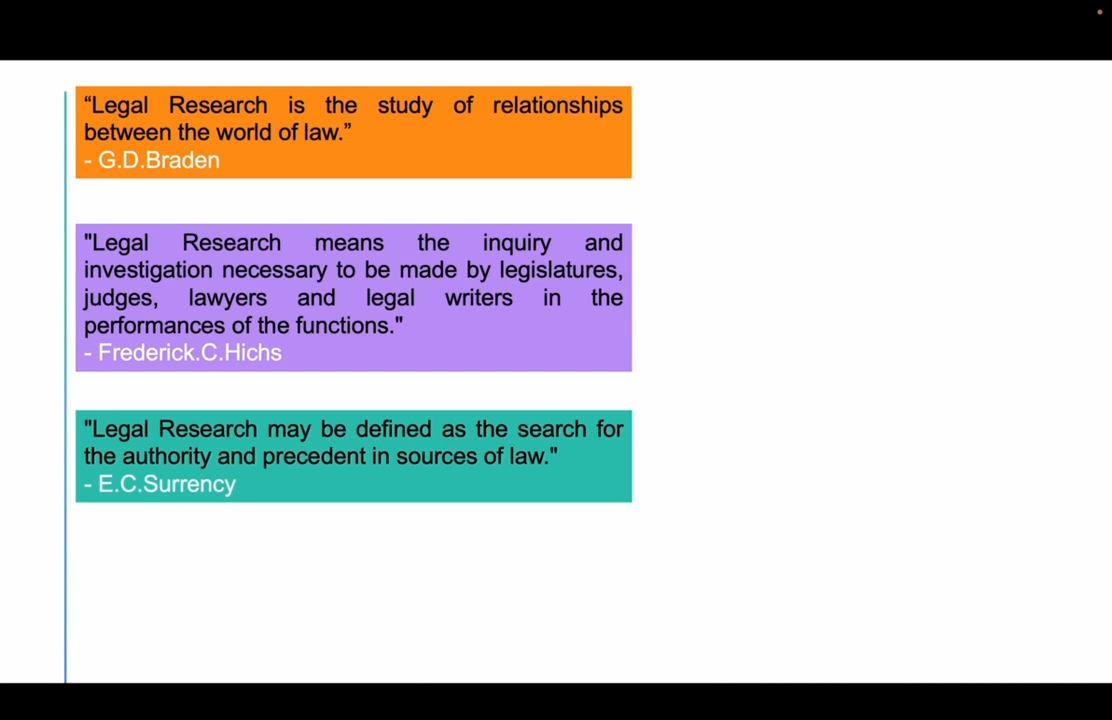 “Legal Research is the study of relationships
between the world of law.”
- G.D.Braden
"Legal Research means the inquiry and
investigation necessary to be made by legislatures,
judges, lawyers and legal writers in the
performances of the functions."
- Frederick.C.Hichs
"Legal Research may be defined as the search for
the authority and precedent in sources of law."
- E.C.Surrency